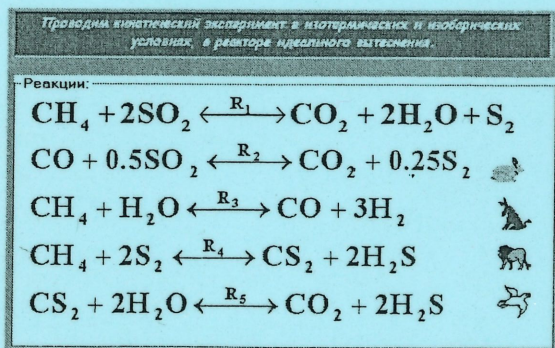 Проводим кинетический эксперимент в изотермических и изобарических
условиях, в реакторе идеального вытеснения.
Реакции:
CH₄ + 2SO₂ ⟷ R₁ CO₂ + 2H₂O + S₂
CO + 0.5SO₂ ⟷ R₂ CO₂ + 0.25S₂
CH₄ + H₂O ⟷ R₃ CO + 3H₂
CH₄ + 2S₂ ⟷ R₄ CS₂ + 2H₂S
CS₂ + 2H₂O ⟷ R₅ CO₂ + 2H₂S